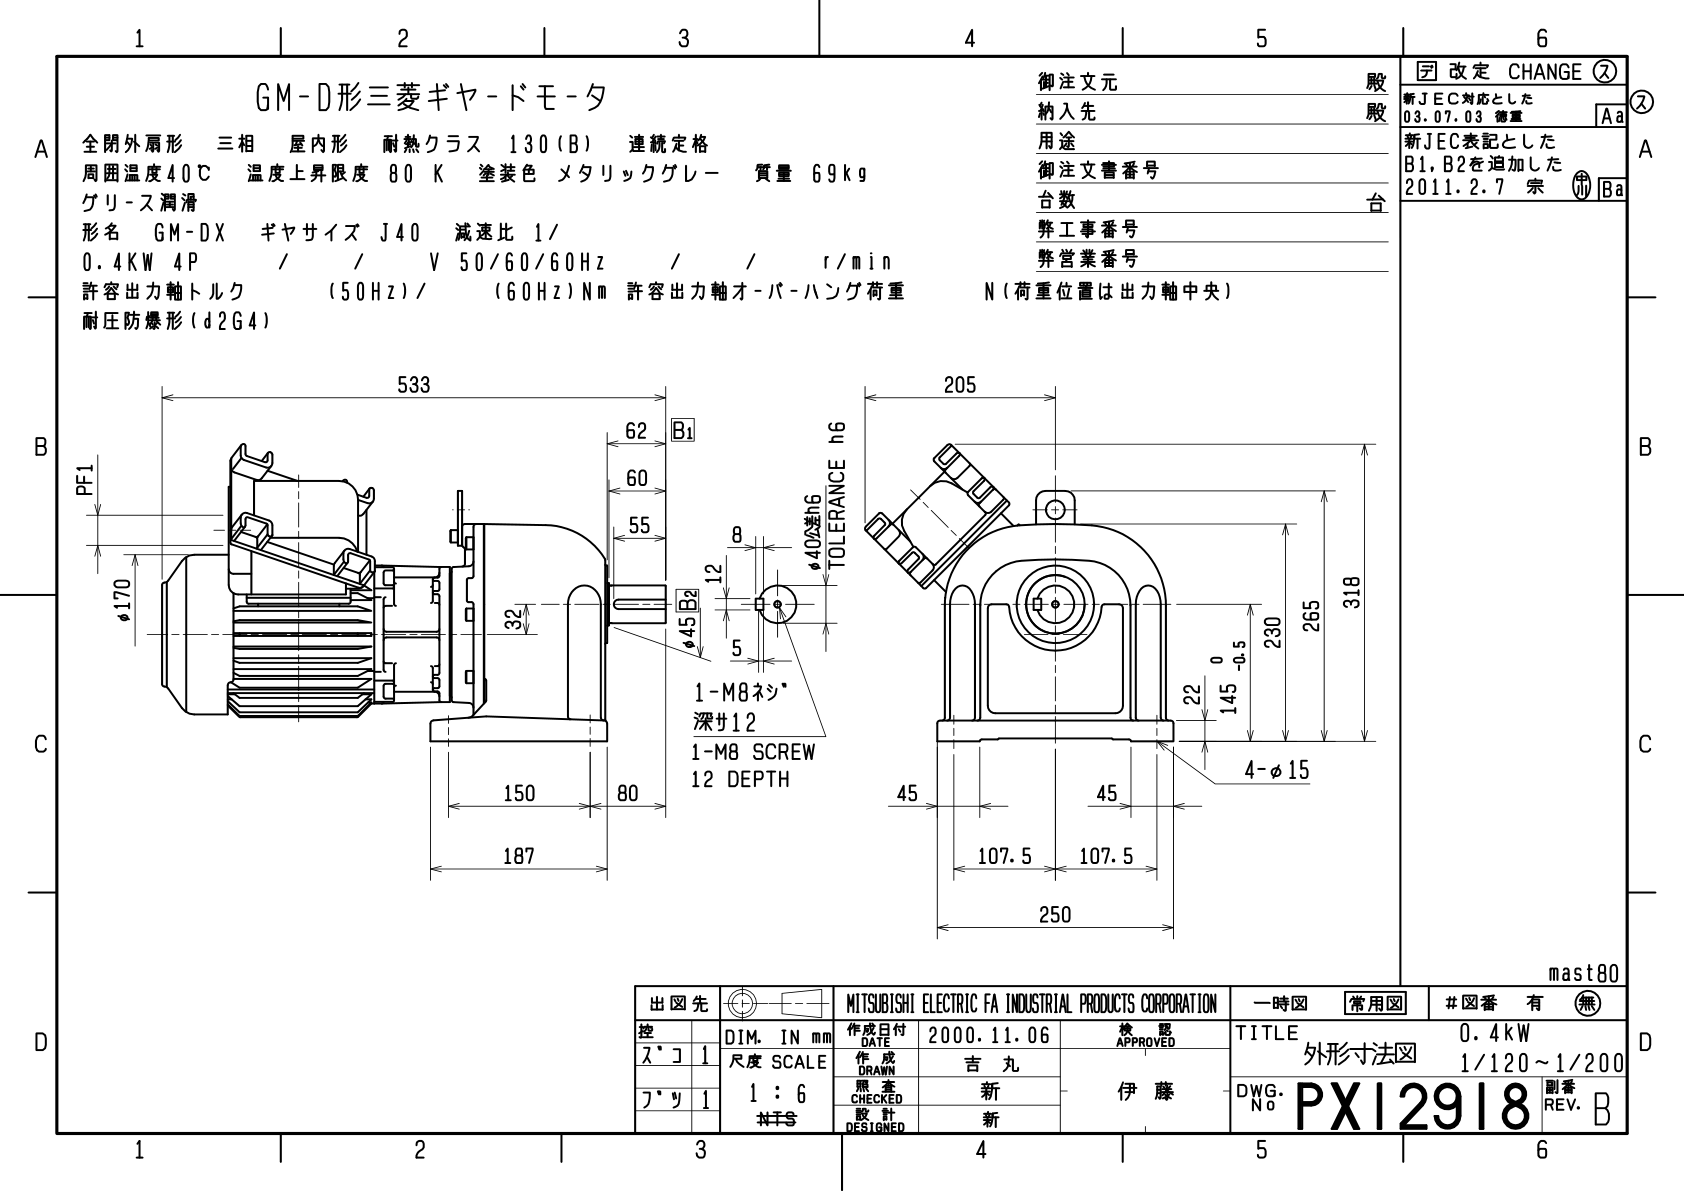 1 2 3 4 5 6
GM-D形三菱ギヤードモータ
全閉外扇形 三相 屋内形 耐熱クラス 130(B) 連続定格
周囲温度40℃ 温度上昇限度 80 K 塗装色 メタリックグレー 質量 69kg
グリース潤滑
形名 GM-DX ギヤサイズ J40 減速比 1/
0.4KW 4P / / V 50/60/60Hz / / r/min
許容出力軸トルク (50Hz)/ (60Hz)Nm 許容出力軸オーバーハング荷重 N(荷重位置は出力軸中央)
耐圧防爆形(d2G4)
御注文元 殿
納入先 殿
用途
御注文書番号
台数 台
弊工事番号
弊営業番号
デ 改定 CHANGE ス
新JEC対応とした
03.07.03 徳重 Aa
ス
新JEC表記とした
B1,B2を追加した
2011.2.7 宗 Ba
A A
B B
C C
D D
533
62 B1
60
55
PF1
φ170
32
φ45 B2
150 80
187
8
12
5
φ40公差h6
TOLERANCE h6
1-M8ネジ
深サ12
1-M8 SCREW
12 DEPTH
205
318
265
230
145 0 -0.5
22
4-φ15
45 45
107.5 107.5
250
mast80
出図先
控
ズコ 1
ブツ 1
DIM. IN mm
尺度 SCALE
1 : 6
NTS
MITSUBISHI ELECTRIC FA INDUSTRIAL PRODUCTS CORPORATION
作成日付 DATE 2000.11.06
検認 APPROVED
作成 DRAWN 吉丸
照査 CHECKED 新
伊藤
設計 DESIGNED 新
一時図 常用図 #図番 有 無
TITLE 外形寸法図
0.4kW
1/120~1/200
DWG. No PX12918
副番 REV. B
1 2 3 4 5 6